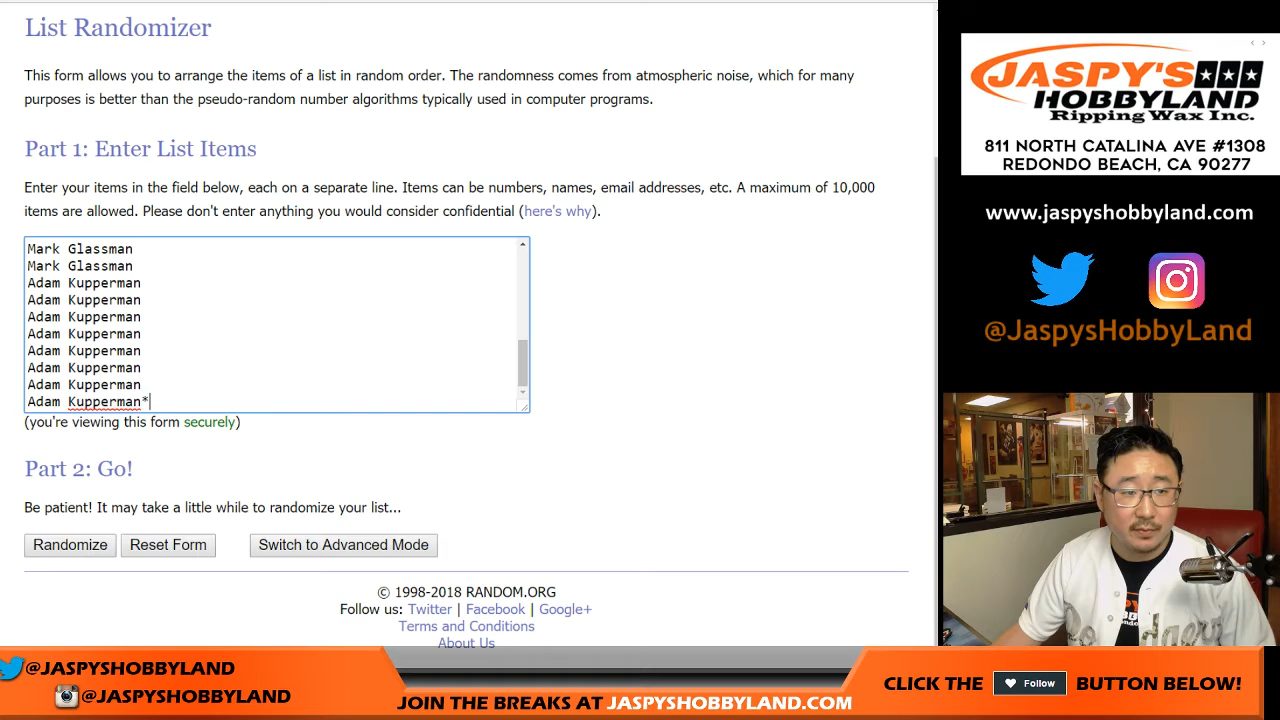 List Randomizer
This form allows you to arrange the items of a list in random order. The randomness comes from atmospheric noise, which for many
purposes is better than the pseudo-random number algorithms typically used in computer programs.
Part 1: Enter List Items
Enter your items in the field below, each on a separate line. Items can be numbers, names, email addresses, etc. A maximum of 10,000
items are allowed. Please don't enter anything you would consider confidential (here's why).
Mark Glassman
Mark Glassman
Adam Kupperman
Adam Kupperman
Adam Kupperman
Adam Kupperman
Adam Kupperman
Adam Kupperman
Adam Kupperman
Adam Kupperman*
(you're viewing this form securely)
Part 2: Go!
Be patient! It may take a little while to randomize your list...
Randomize
Reset Form
Switch to Advanced Mode
© 1998-2018 RANDOM.ORG
Follow us: Twitter | Facebook | Google+
Terms and Conditions
About Us
JASPY'S
HOBBYLAND
Ripping Wax Inc.
811 NORTH CATALINA AVE #1308
REDONDO BEACH, CA 90277
www.jaspyshobbyland.com
@JaspysHobbyLand
@JASPYSHOBBYLAND
@JASPYSHOBBYLAND
JOIN THE BREAKS AT JASPYSHOBBYLAND.COM
CLICK THE
Follow
BUTTON BELOW!